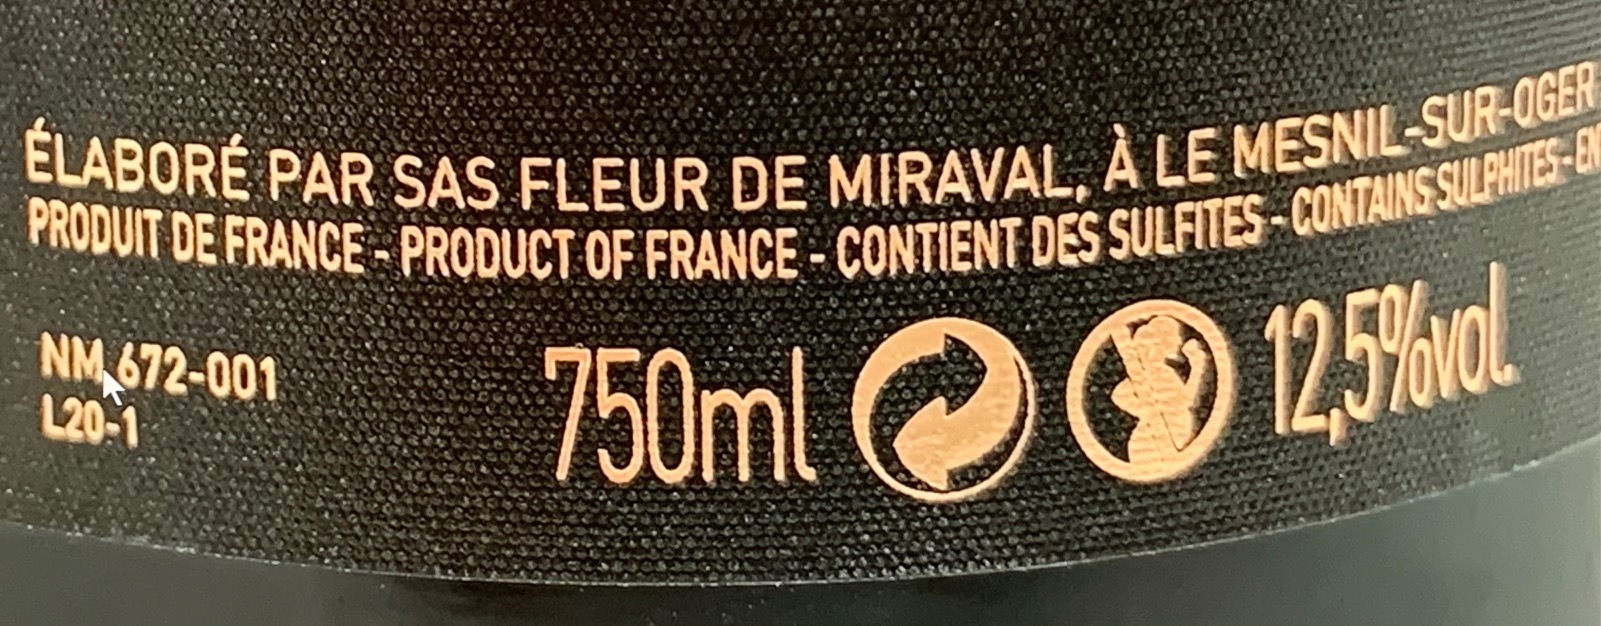 ÉLABORÉ PAR SAS FLEUR DE MIRAVAL, À LE MESNIL-SUR-OGER
PRODUIT DE FRANCE - PRODUCT OF FRANCE - CONTIENT DES SULFITES - CONTAINS SULPHITES -
NM 672-001
L20-1
750ml 12,5%vol.